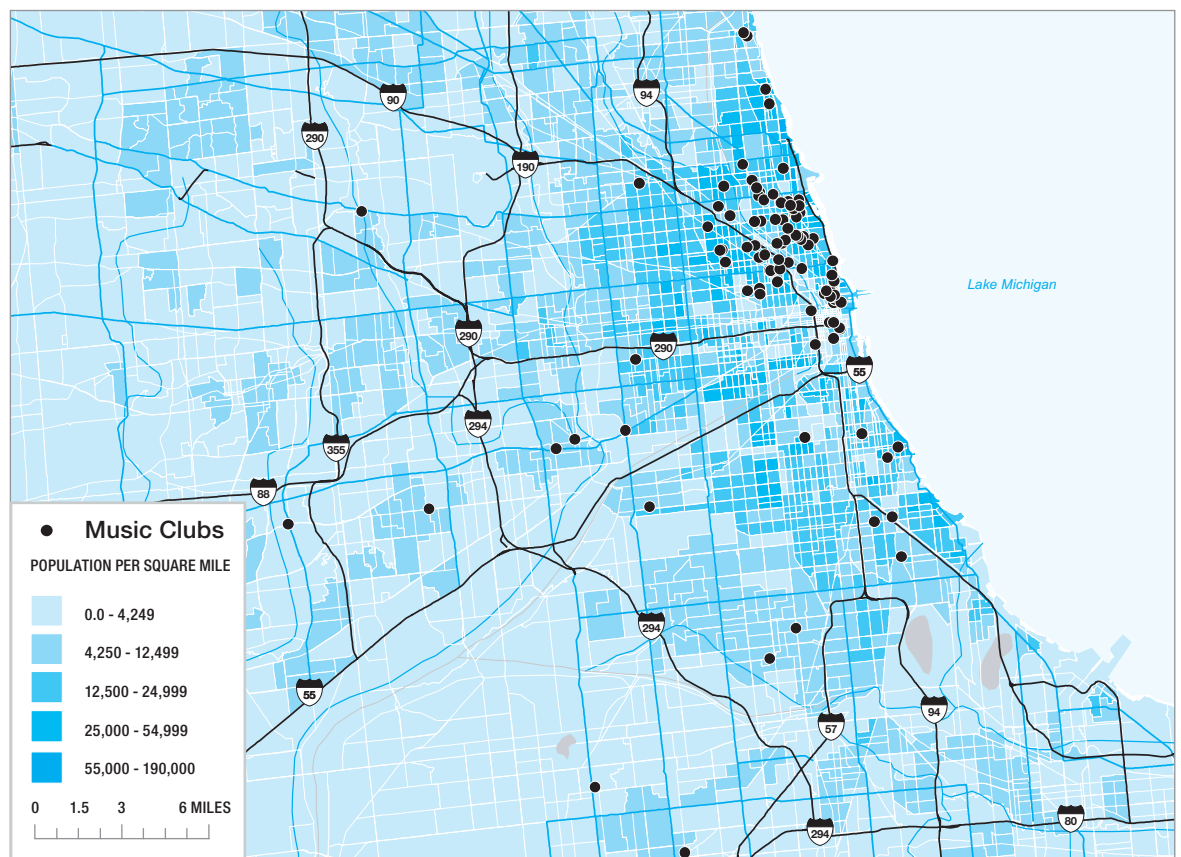 94
90
290
190
Lake Michigan
290
290
55
294
355
88
Music Clubs
POPULATION PER SQUARE MILE
0.0 - 4,249
4,250 - 12,499
12,500 - 24,999
25,000 - 54,999
55,000 - 190,000
0 1.5 3 6 MILES
294
55
94
57
80
294